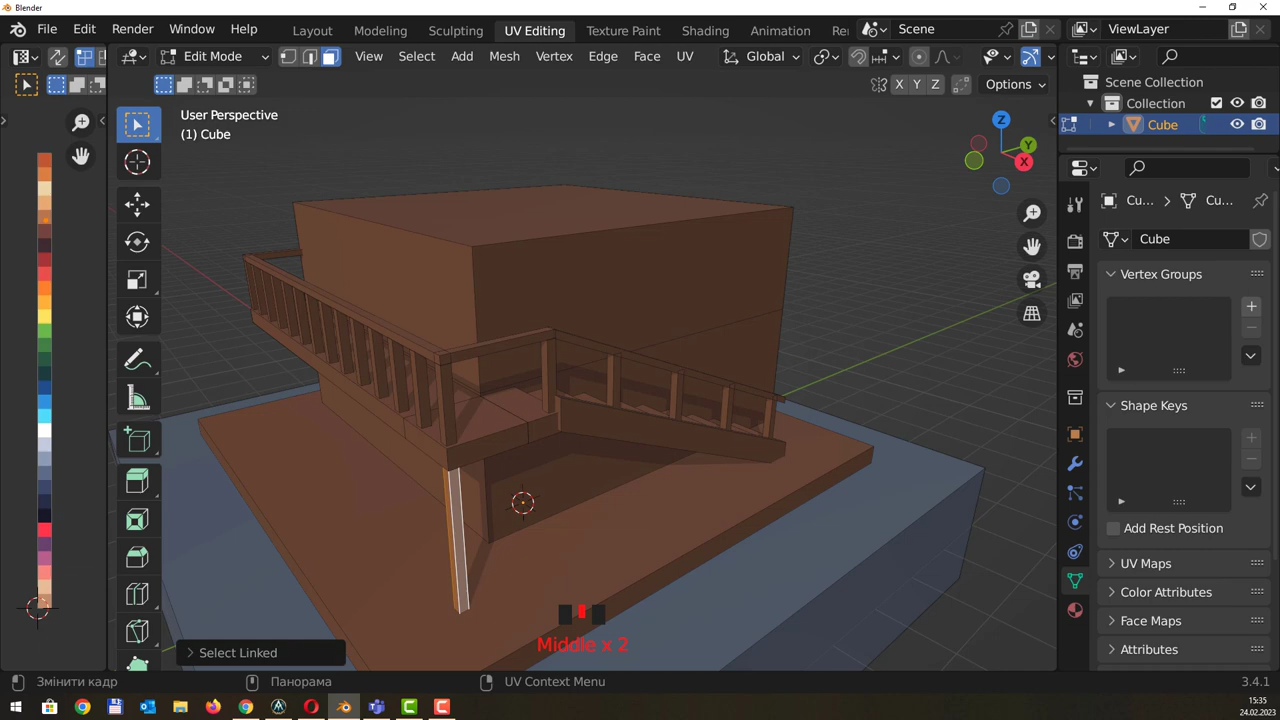 Blender
File Edit Render Window Help Layout Modeling Sculpting UV Editing Texture Paint Shading Animation Re Scene ViewLayer
Edit Mode View Select Add Mesh Vertex Edge Face UV Global
X Y Z Options
User Perspective
(1) Cube
Z
Y
X
Scene Collection
Collection
Cube
Cu... Cu...
Cube
Vertex Groups
Shape Keys
Add Rest Position
UV Maps
Color Attributes
Face Maps
Attributes
Middle x 2
Select Linked
Змінити кадр Панорама UV Context Menu 3.4.1
15:35
24.02.2023